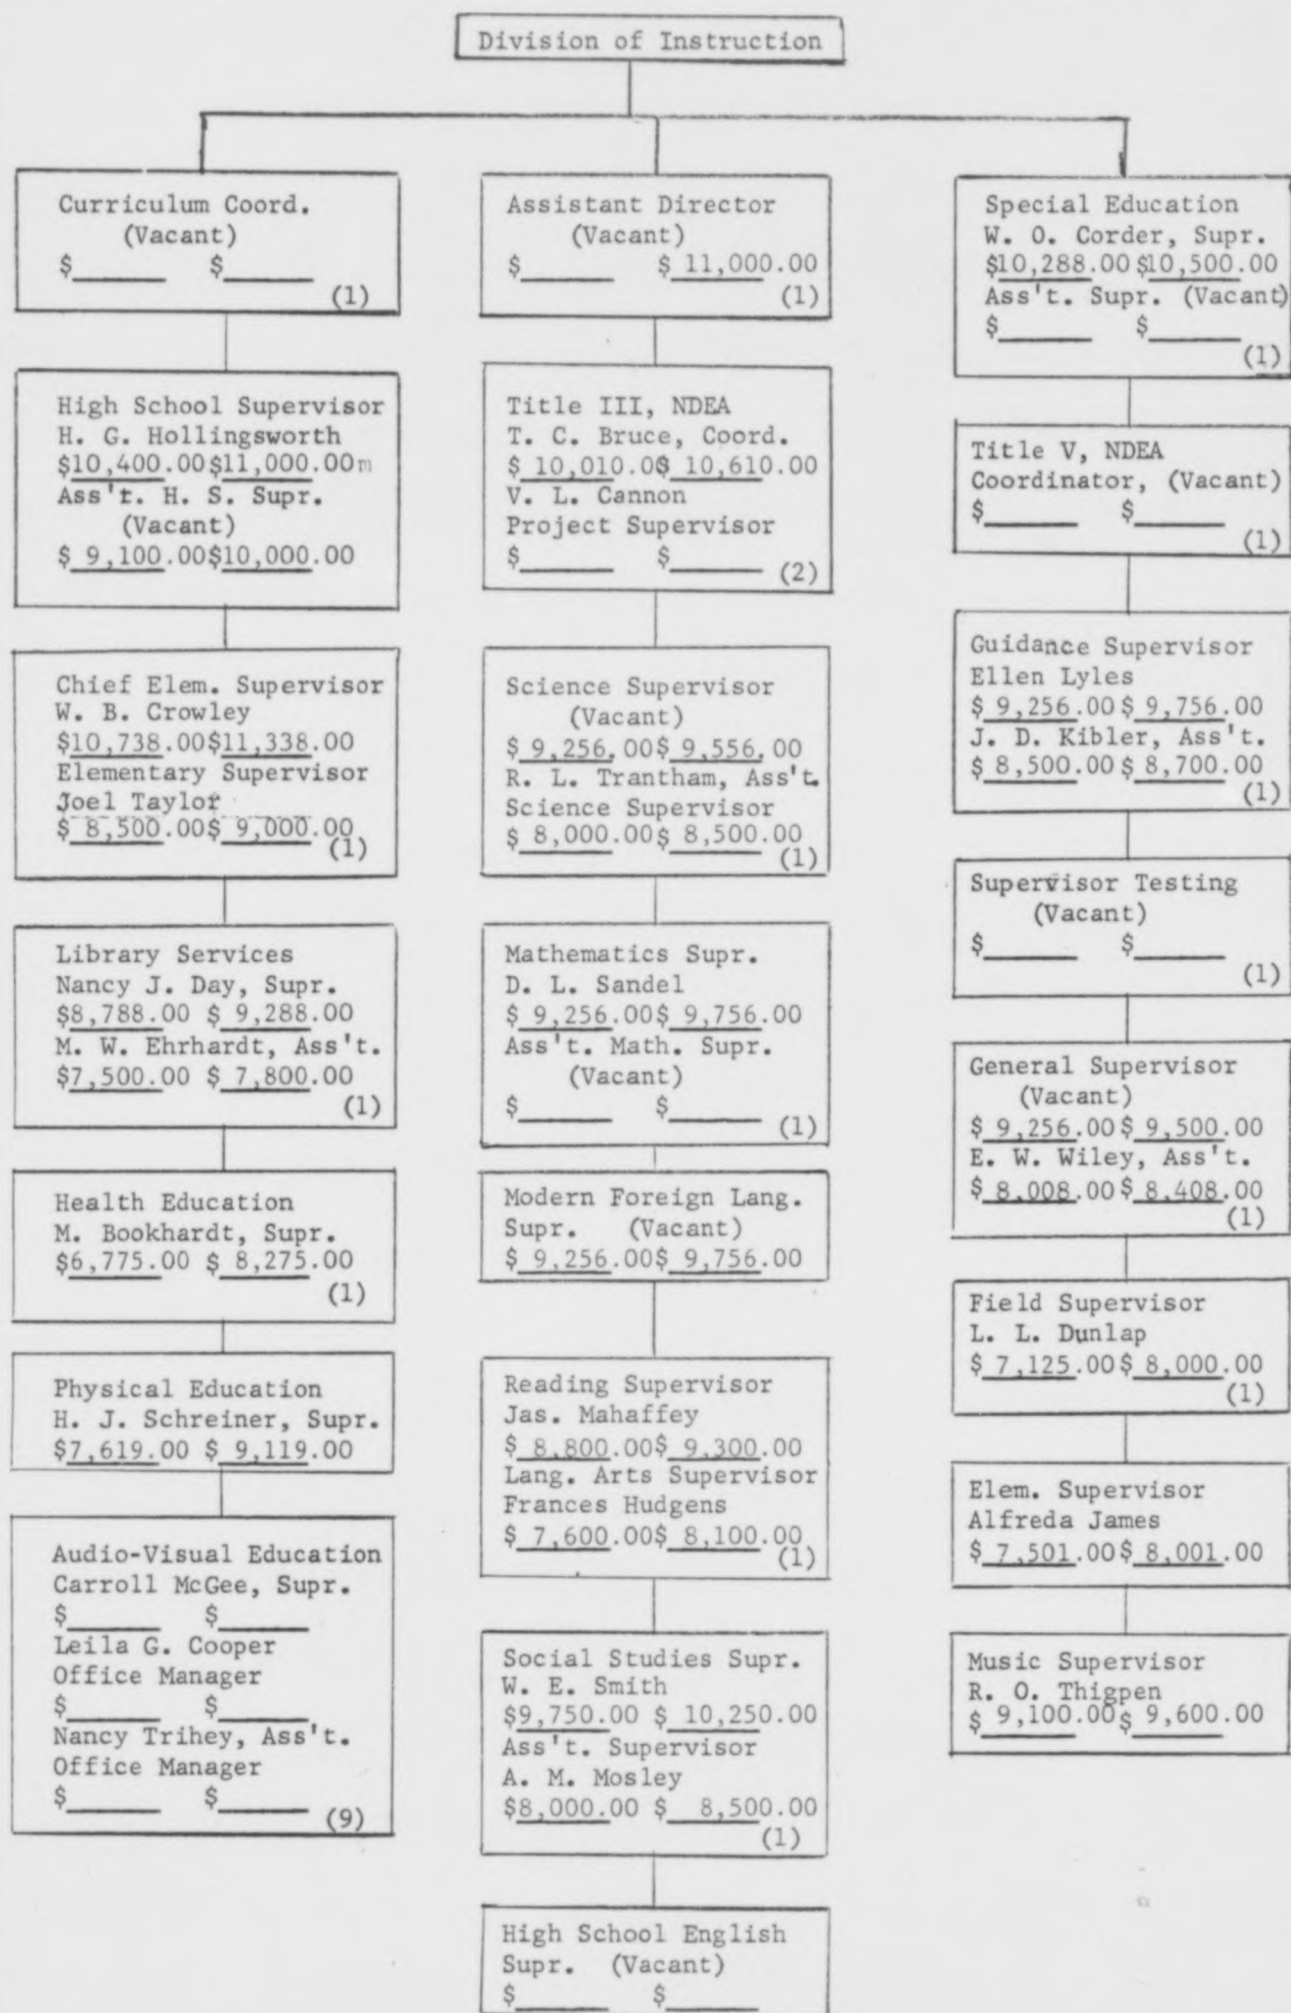 Division of Instruction
Curriculum Coord.
(Vacant)
$______ $______
(1)
High School Supervisor
H. G. Hollingsworth
$10,400.00$11,000.00m
Ass't. H. S. Supr.
(Vacant)
$ 9,100.00$10,000.00
Chief Elem. Supervisor
W. B. Crowley
$10,738.00$11,338.00
Elementary Supervisor
Joel Taylor
$ 8,500.00$ 9,000.00
(1)
Library Services
Nancy J. Day, Supr.
$8,788.00 $ 9,288.00
M. W. Ehrhardt, Ass't.
$7,500.00 $ 7,800.00
(1)
Health Education
M. Bookhardt, Supr.
$6,775.00 $ 8,275.00
(1)
Physical Education
H. J. Schreiner, Supr.
$7,619.00 $ 9,119.00
Audio-Visual Education
Carroll McGee, Supr.
$______ $______
Leila G. Cooper
Office Manager
$______ $______
Nancy Trihey, Ass't.
Office Manager
$______ $______
(9)
Assistant Director
(Vacant)
$______ $ 11,000.00
(1)
Title III, NDEA
T. C. Bruce, Coord.
$ 10,010.0$ 10,610.00
V. L. Cannon
Project Supervisor
$______ $______ (2)
Science Supervisor
(Vacant)
$ 9,256.00$ 9,556.00
R. L. Trantham, Ass't.
Science Supervisor
$ 8,000.00$ 8,500.00
(1)
Mathematics Supr.
D. L. Sandel
$ 9,256.00$ 9,756.00
Ass't. Math. Supr.
(Vacant)
$______ $______
(1)
Modern Foreign Lang.
Supr. (Vacant)
$ 9,256.00$ 9,756.00
Reading Supervisor
Jas. Mahaffey
$ 8,800.00$ 9,300.00
Lang. Arts Supervisor
Frances Hudgens
$ 7,600.00$ 8,100.00
(1)
Social Studies Supr.
W. E. Smith
$9,750.00 $ 10,250.00
Ass't. Supervisor
A. M. Mosley
$8,000.00 $ 8,500.00
(1)
High School English
Supr. (Vacant)
$______ $______
Special Education
W. O. Corder, Supr.
$10,288.00$10,500.00
Ass't. Supr. (Vacant)
$______ $______
(1)
Title V, NDEA
Coordinator, (Vacant)
$______ $______
(1)
Guidance Supervisor
Ellen Lyles
$ 9,256.00$ 9,756.00
J. D. Kibler, Ass't.
$ 8,500.00$ 8,700.00
(1)
Supervisor Testing
(Vacant)
$______ $______
(1)
General Supervisor
(Vacant)
$ 9,256.00$ 9,500.00
E. W. Wiley, Ass't.
$ 8,008.00$ 8,408.00
(1)
Field Supervisor
L. L. Dunlap
$ 7,125.00$ 8,000.00
(1)
Elem. Supervisor
Alfreda James
$ 7,501.00$ 8,001.00
Music Supervisor
R. O. Thigpen
$ 9,100.00$ 9,600.00